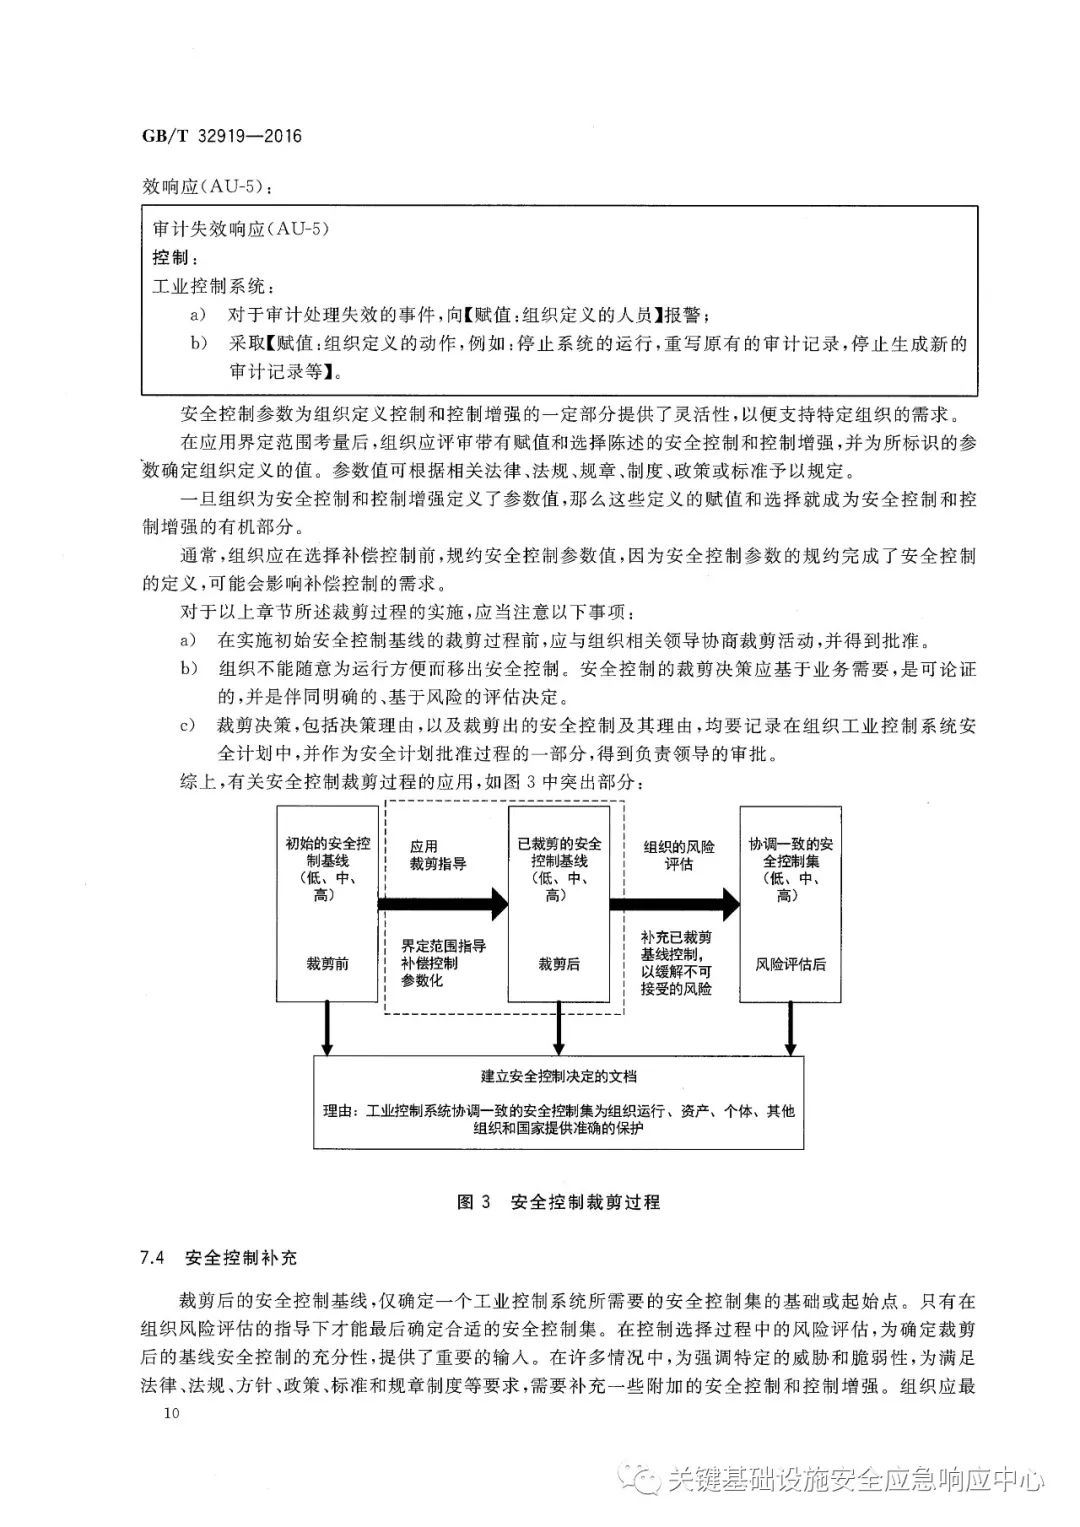 GB/T 32919—2016
效响应(AU-5):
审计失效响应(AU-5)
控制:
工业控制系统:
a) 对于审计处理失效的事件,向【赋值:组织定义的人员】报警;
b) 采取【赋值:组织定义的动作,例如:停止系统的运行,重写原有的审计记录,停止生成新的
审计记录等】。
安全控制参数为组织定义控制和控制增强的一定部分提供了灵活性,以便支持特定组织的需求。
在应用界定范围考量后,组织应评审带有赋值和选择陈述的安全控制和控制增强,并为所标识的参
数确定组织定义的值。参数值可根据相关法律、法规、规章、制度、政策或标准予以规定。
一旦组织为安全控制和控制增强定义了参数值,那么这些定义的赋值和选择就成为安全控制和控
制增强的有机部分。
通常,组织应在选择补偿控制前,规约安全控制参数值,因为安全控制参数的规约完成了安全控制
的定义,可能会影响补偿控制的需求。
对于以上章节所述裁剪过程的实施,应当注意以下事项:
a) 在实施初始安全控制基线的裁剪过程前,应与组织相关领导协商裁剪活动,并得到批准。
b) 组织不能随意为运行方便而移出安全控制。安全控制的裁剪决策应基于业务需要,是可论证
的,并是伴同明确的、基于风险的评估决定。
c) 裁剪决策,包括决策理由,以及裁剪出的安全控制及其理由,均要记录在组织工业控制系统安
全计划中,并作为安全计划批准过程的一部分,得到负责领导的审批。
综上,有关安全控制裁剪过程的应用,如图 3 中突出部分:
初始的安全控
制基线
(低、中、
高)
裁剪前
应用
裁剪指导
界定范围指导
补偿控制
参数化
已裁剪的安全
控制基线
(低、中、
高)
裁剪后
组织的风险
评估
补充已裁剪
基线控制,
以缓解不可
接受的风险
协调一致的安
全控制集
(低、中、
高)
风险评估后
建立安全控制决定的文档
理由:工业控制系统协调一致的安全控制集为组织运行、资产、个体、其他
组织和国家提供准确的保护
图 3 安全控制裁剪过程
7.4 安全控制补充
裁剪后的安全控制基线,仅确定一个工业控制系统所需要的安全控制集的基础或起始点。只有在
组织风险评估的指导下才能最后确定合适的安全控制集。在控制选择过程中的风险评估,为确定裁剪
后的基线安全控制的充分性,提供了重要的输入。在许多情况中,为强调特定的威胁和脆弱性,为满足
法律、法规、方针、政策、标准和规章制度等要求,需要补充一些附加的安全控制和控制增强。组织应最
10
关键基础设施安全应急响应中心